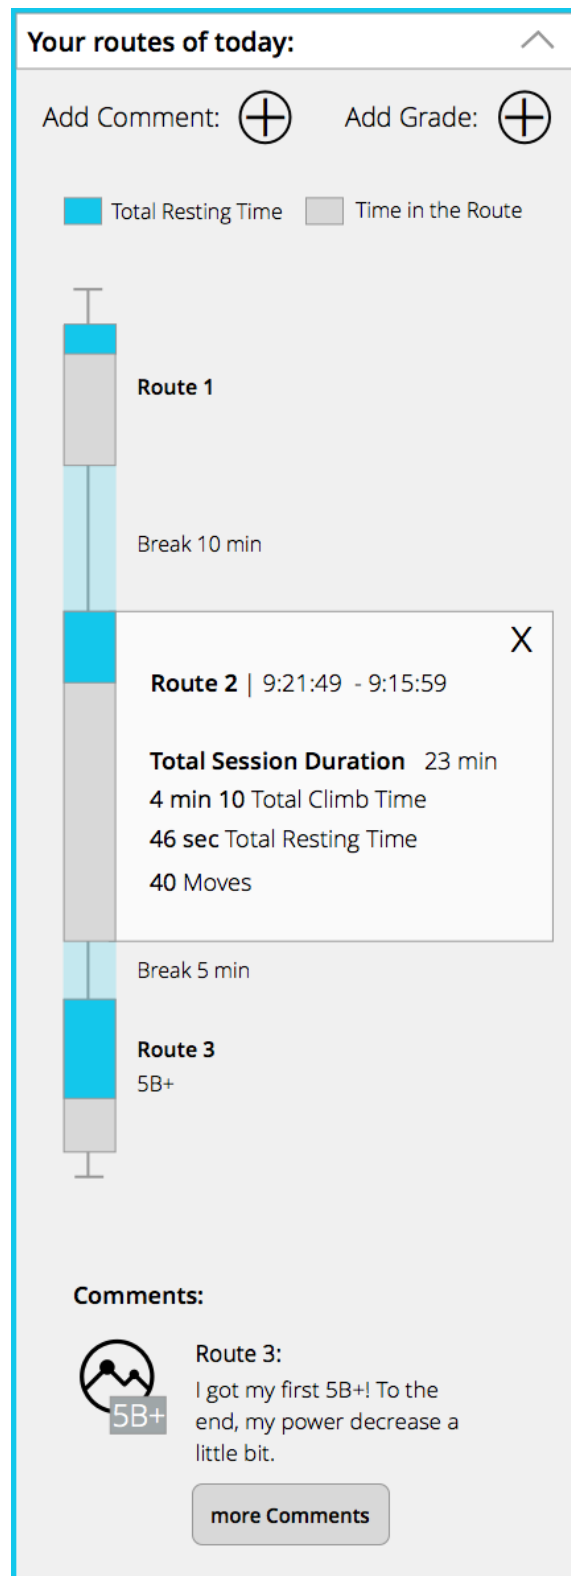 Your routes of today:
Add Comment:
Add Grade:
Total Resting Time
Time in the Route
Route 1
Break 10 min
X
Route 2 | 9:21:49 - 9:15:59
Total Session Duration 23 min
4 min 10 Total Climb Time
46 sec Total Resting Time
40 Moves
Break 5 min
Route 3
5B+
Comments:
5B+
Route 3:
I got my first 5B+! To the
end, my power decrease a
little bit.
more Comments